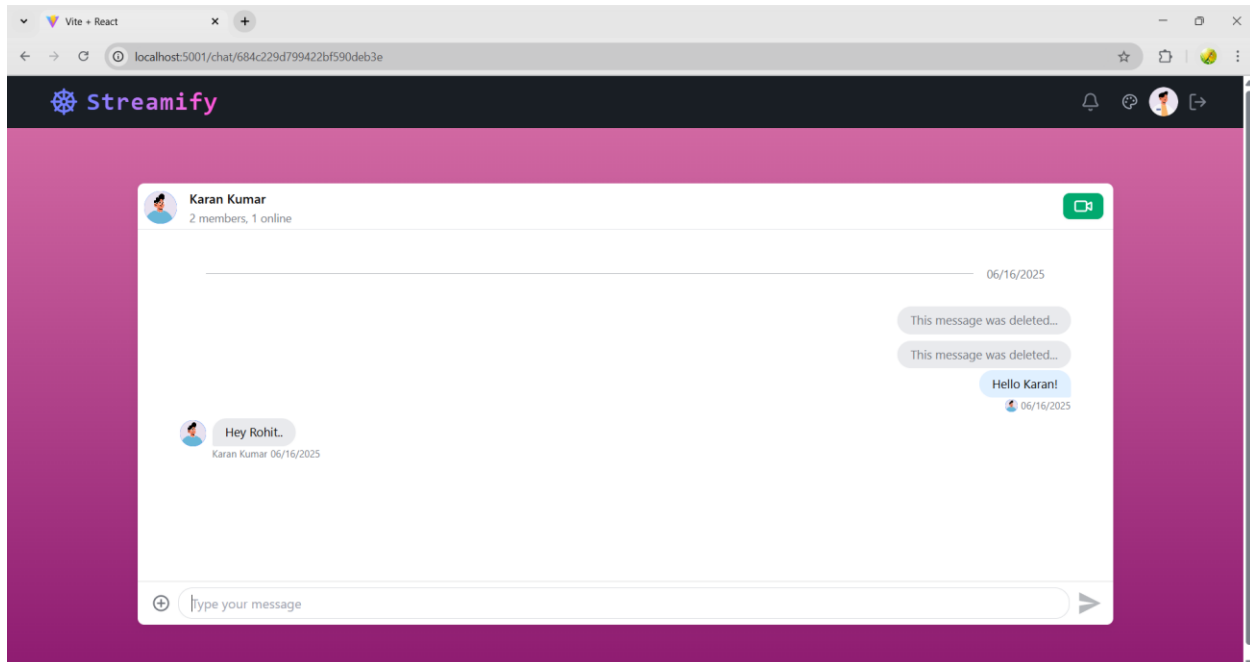 Vite + React
localhost:5001/chat/684c229d799422bf590deb3e
Streamify
Karan Kumar
2 members, 1 online
06/16/2025
This message was deleted...
This message was deleted...
Hello Karan!
06/16/2025
Hey Rohit..
Karan Kumar 06/16/2025
Type your message